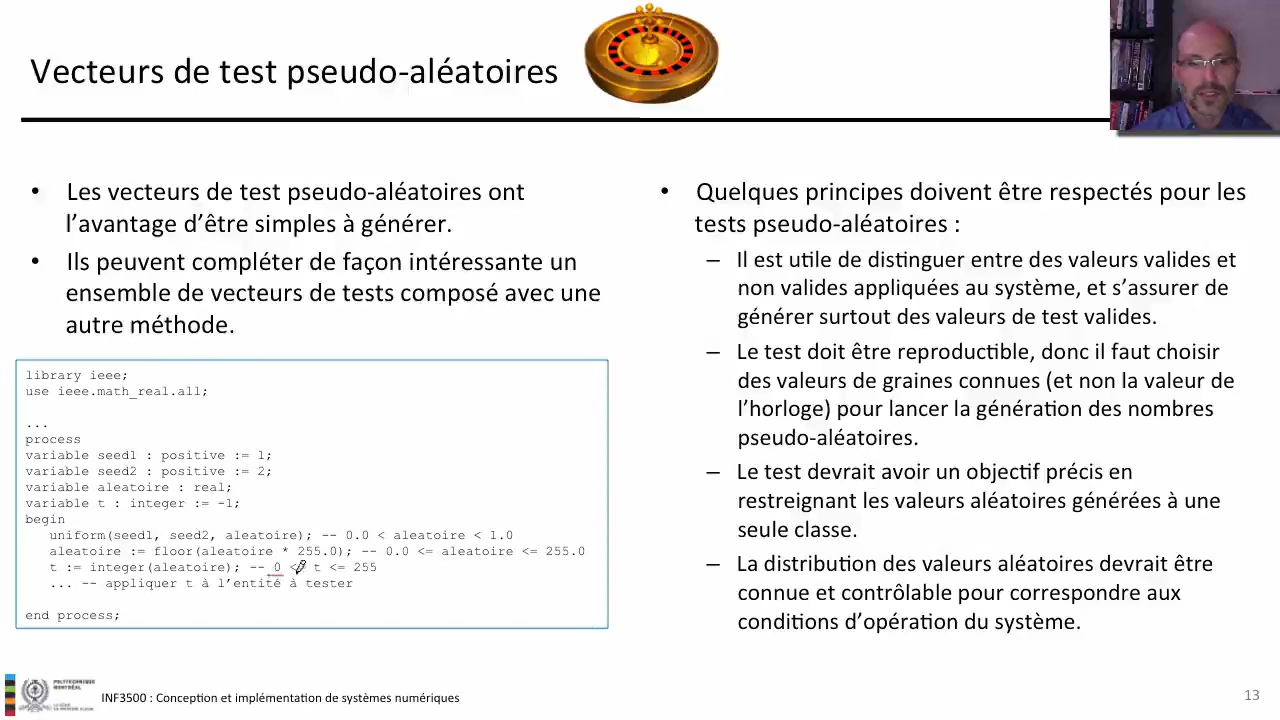 Vecteurs de test pseudo-aléatoires
• Les vecteurs de test pseudo-aléatoires ont
l’avantage d’être simples à générer.
• Ils peuvent compléter de façon intéressante un
ensemble de vecteurs de tests composé avec une
autre méthode.
library ieee;
use ieee.math_real.all;
...
process
variable seed1 : positive := 1;
variable seed2 : positive := 2;
variable aleatoire : real;
variable t : integer := -1;
begin
uniform(seed1, seed2, aleatoire); -- 0.0 < aleatoire < 1.0
aleatoire := floor(aleatoire * 255.0); -- 0.0 <= aleatoire <= 255.0
t := integer(aleatoire); -- 0 <= t <= 255
... -- appliquer t à l’entité à tester
end process;
• Quelques principes doivent être respectés pour les
tests pseudo-aléatoires :
– Il est utile de distinguer entre des valeurs valides et
non valides appliquées au système, et s’assurer de
générer surtout des valeurs de test valides.
– Le test doit être reproductible, donc il faut choisir
des valeurs de graines connues (et non la valeur de
l’horloge) pour lancer la génération des nombres
pseudo-aléatoires.
– Le test devrait avoir un objectif précis en
restreignant les valeurs aléatoires générées à une
seule classe.
– La distribution des valeurs aléatoires devrait être
connue et contrôlable pour correspondre aux
conditions d’opération du système.
POLYTECHNIQUE
MONTRÉAL
INF3500 : Conception et implémentation de systèmes numériques
13